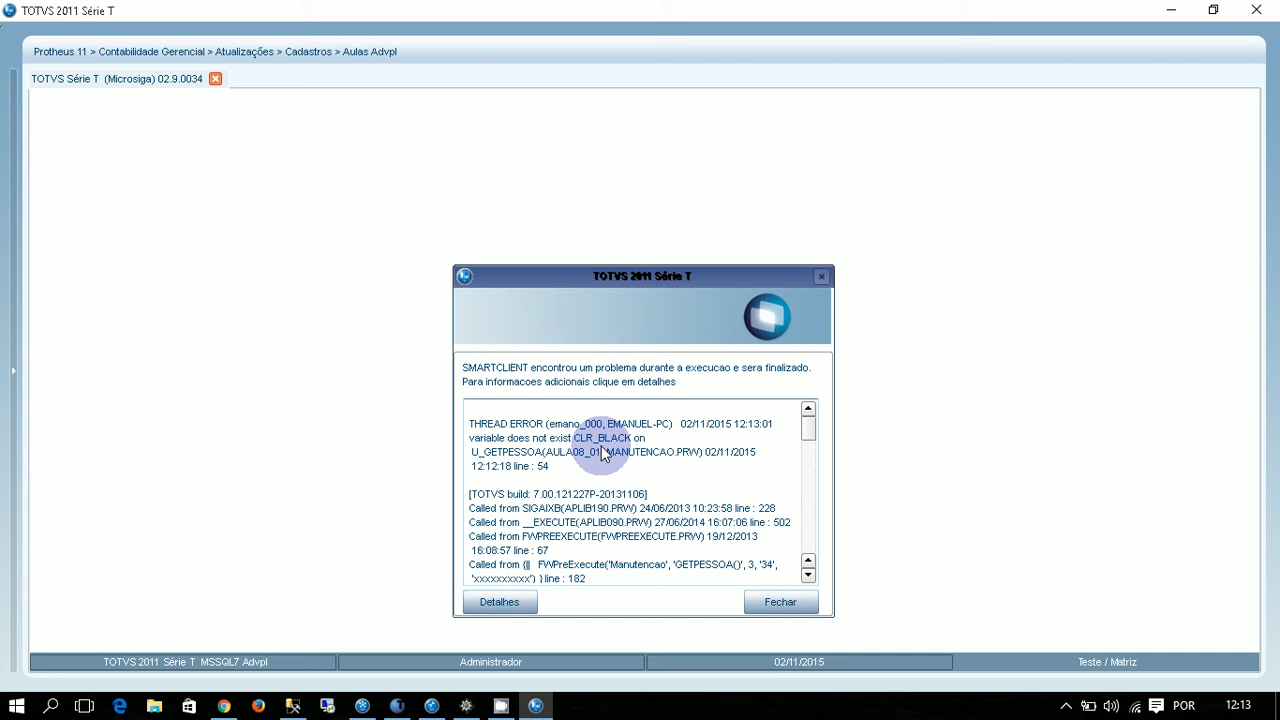 TOTVS 2011 Série T
Protheus 11 > Contabilidade Gerencial > Atualizações > Cadastros > Aulas Advpl
TOTVS Série T (Microsiga) 02.9.0034
TOTVS 2011 Série T
SMARTCLIENT encontrou um problema durante a execucao e sera finalizado.
Para informacoes adicionais clique em detalhes
THREAD ERROR (emano_000, EMANUEL-PC) 02/11/2015 12:13:01
variable does not exist CLR_BLACK on
U_GETPESSOA(AULA08_01_MANUTENCAO.PRW) 02/11/2015
12:12:18 line : 54
[TOTVS build: 7.00.121227P-20131106]
Called from SIGAIXB(APLIB190.PRW) 24/06/2013 10:23:58 line : 228
Called from __EXECUTE(APLIB090.PRW) 27/06/2014 16:07:06 line : 502
Called from FWPREEXECUTE(FWPREEXECUTE.PRW) 19/12/2013
16:08:57 line : 67
Called from {|| FWPreExecute('Manutencao', 'GETPESSOA()', 3, '34',
'xxxxxxxxxx') } line : 182
Detalhes
Fechar
TOTVS 2011 Série T MSSQL7 Advpl
Administrador
02/11/2015
Teste / Matriz
POR
12:13